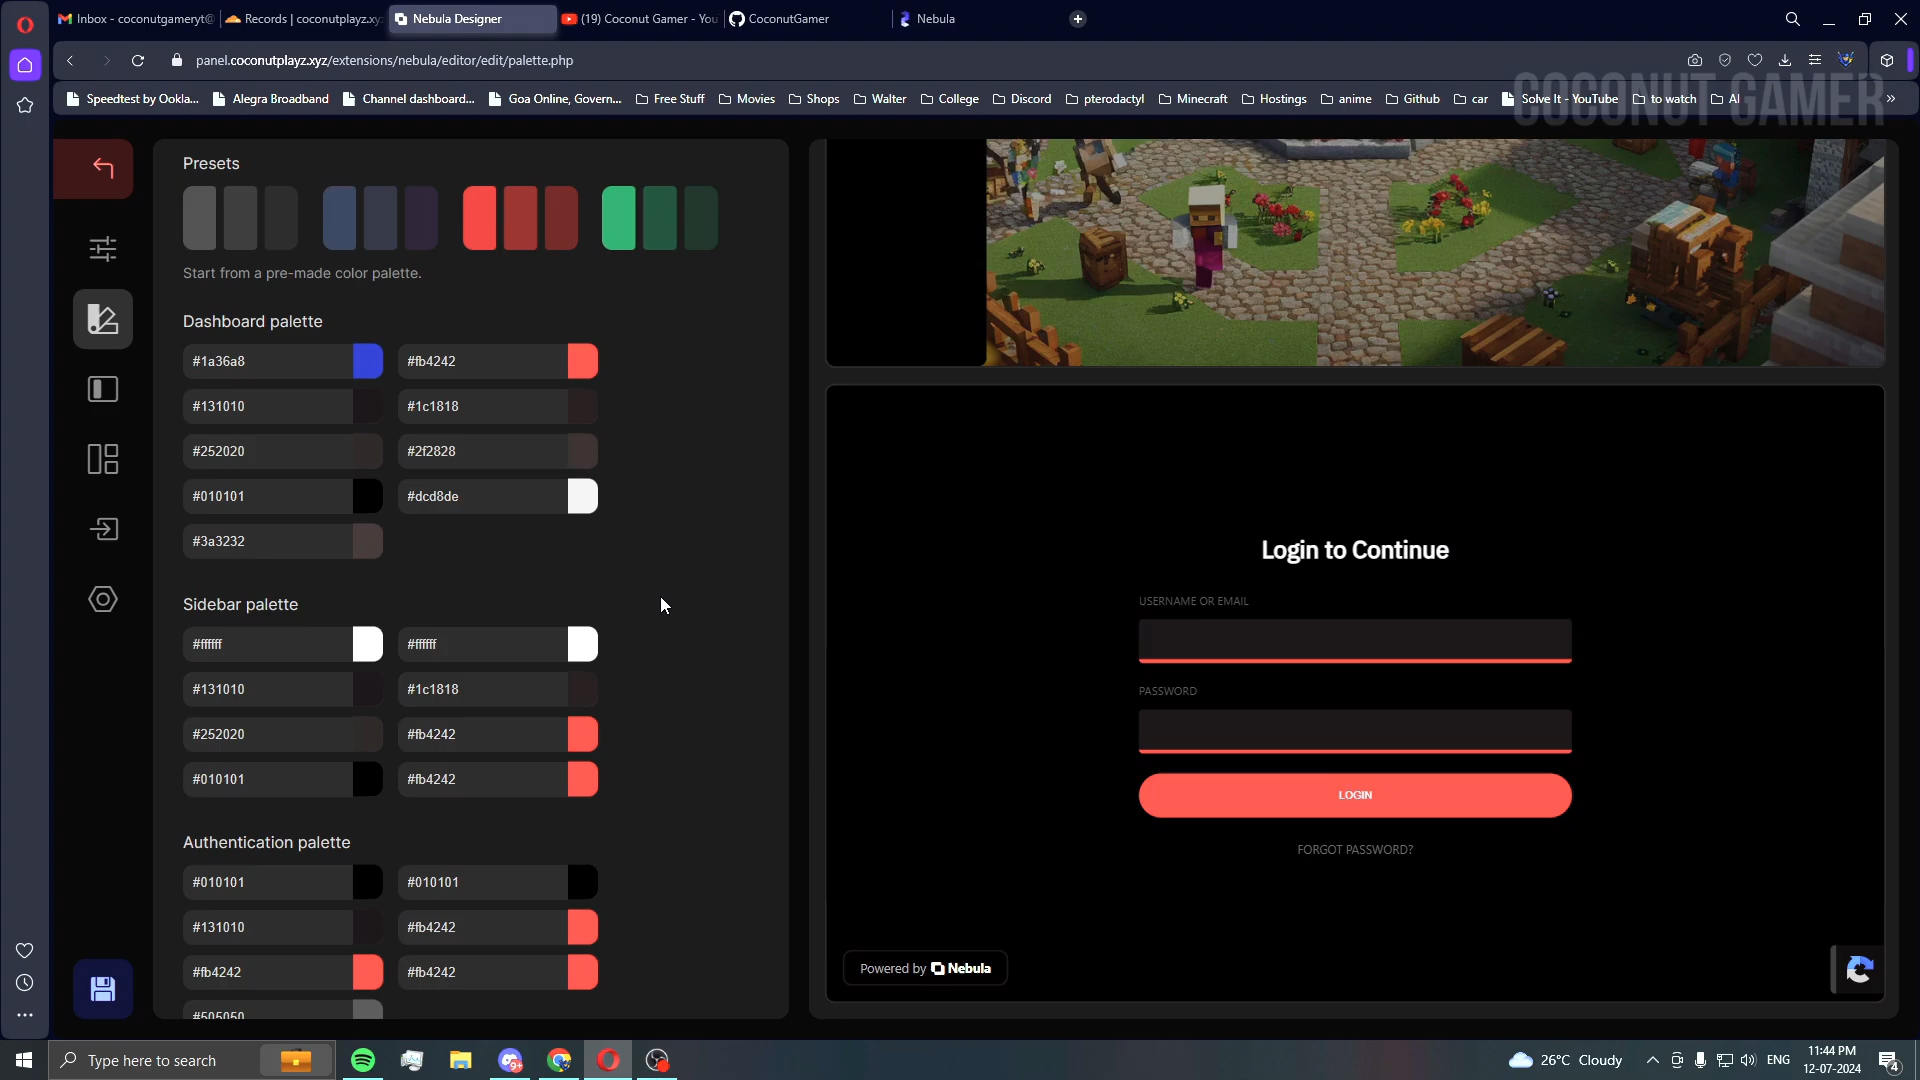 Inbox - coconutgameryt@
Records | coconutplayz.xy
Nebula Designer
(19) Coconut Gamer - You
CoconutGamer
Nebula
panel.coconutplayz.xyz/extensions/nebula/editor/edit/palette.php
Speedtest by Ookla...
Alegra Broadband
Channel dashboard...
Goa Online, Govern...
Free Stuff
Movies
Shops
Walter
College
Discord
pterodactyl
Minecraft
Hostings
anime
Github
car
Solve It - YouTube
to watch
AI
»
COCONUT GAMER
Presets
Start from a pre-made color palette.
Dashboard palette
#1a36a8
#fb4242
#131010
#1c1818
#252020
#2f2828
#010101
#dcd8de
#3a3232
Sidebar palette
#ffffff
#ffffff
#131010
#1c1818
#252020
#fb4242
#010101
#fb4242
Authentication palette
#010101
#010101
#131010
#fb4242
#fb4242
#fb4242
#505050
Login to Continue
USERNAME OR EMAIL
PASSWORD
LOGIN
FORGOT PASSWORD?
Powered by Nebula
Type here to search
9+
26°C Cloudy
ENG
11:44 PM
12-07-2024
4